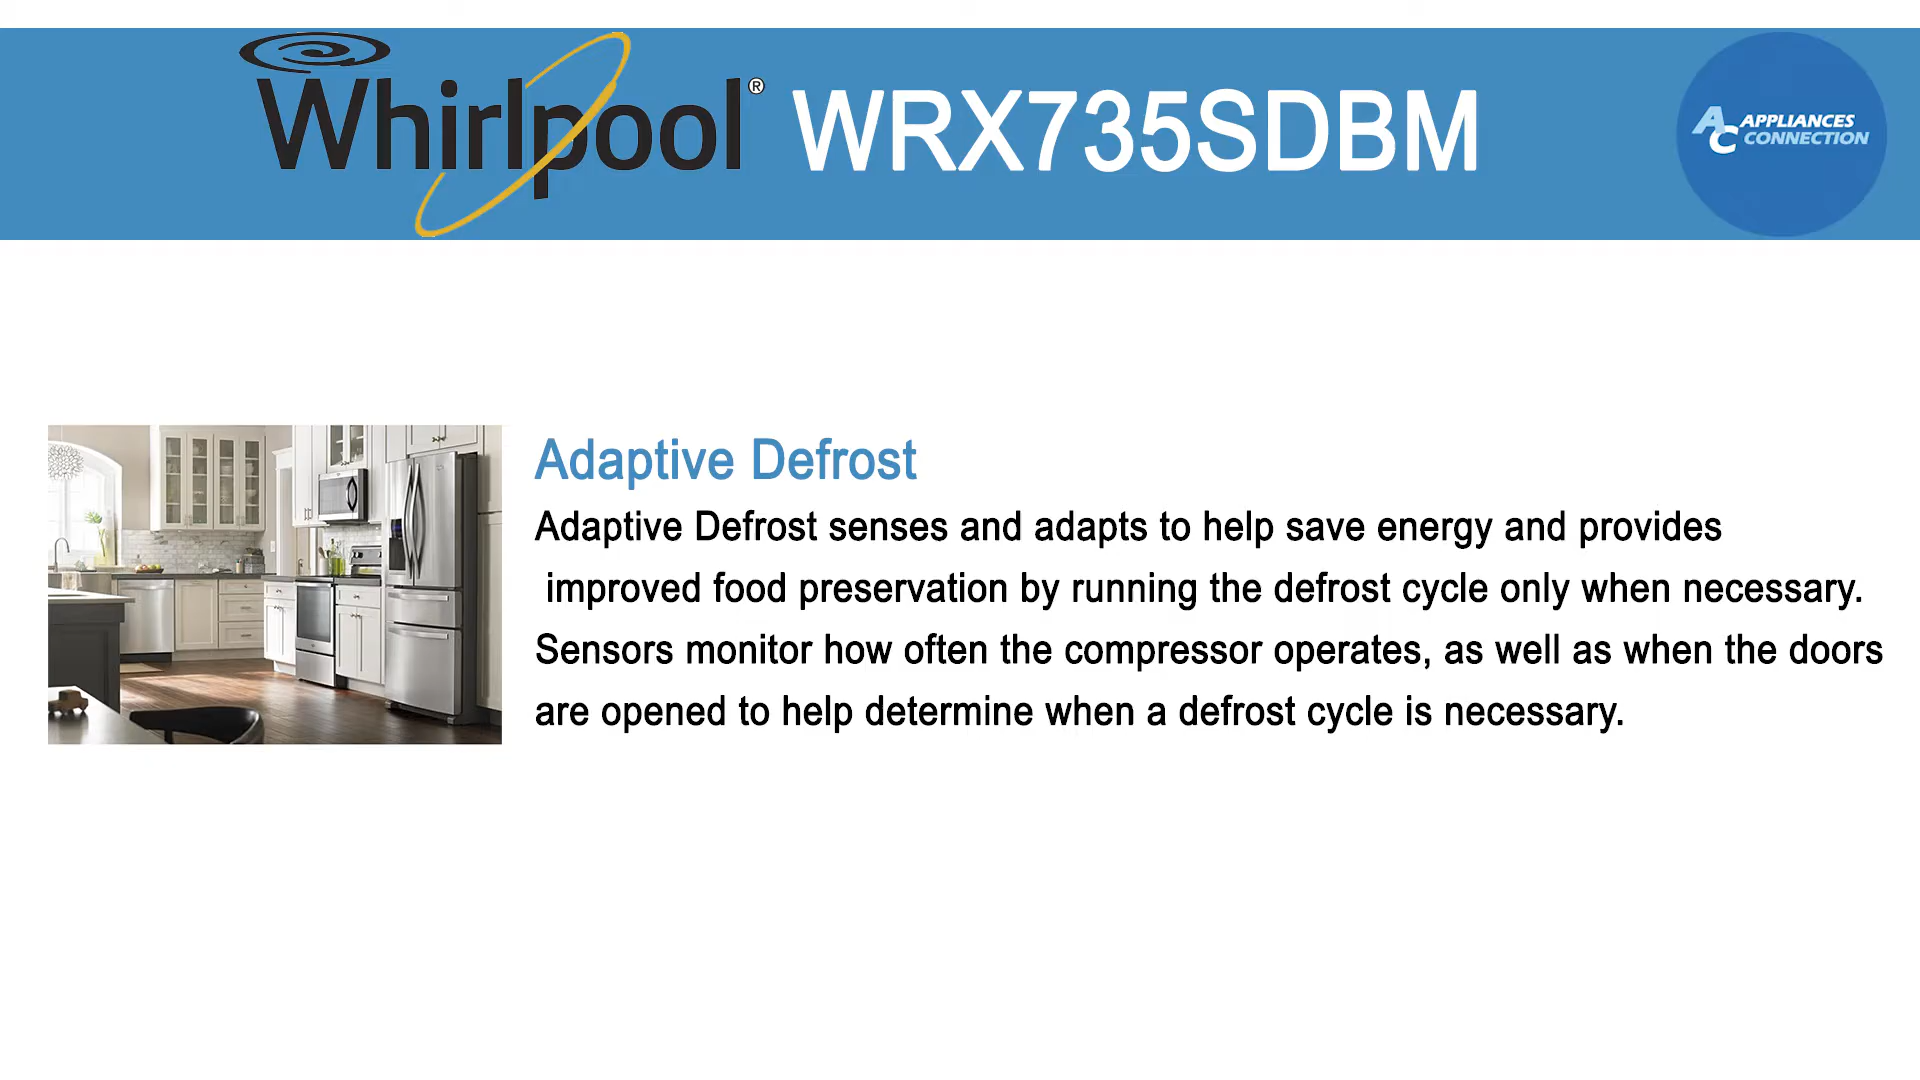 Whirlpool® WRX735SDBM
AC APPLIANCES
CONNECTION
Adaptive Defrost
Adaptive Defrost senses and adapts to help save energy and provides
improved food preservation by running the defrost cycle only when necessary.
Sensors monitor how often the compressor operates, as well as when the doors
are opened to help determine when a defrost cycle is necessary.